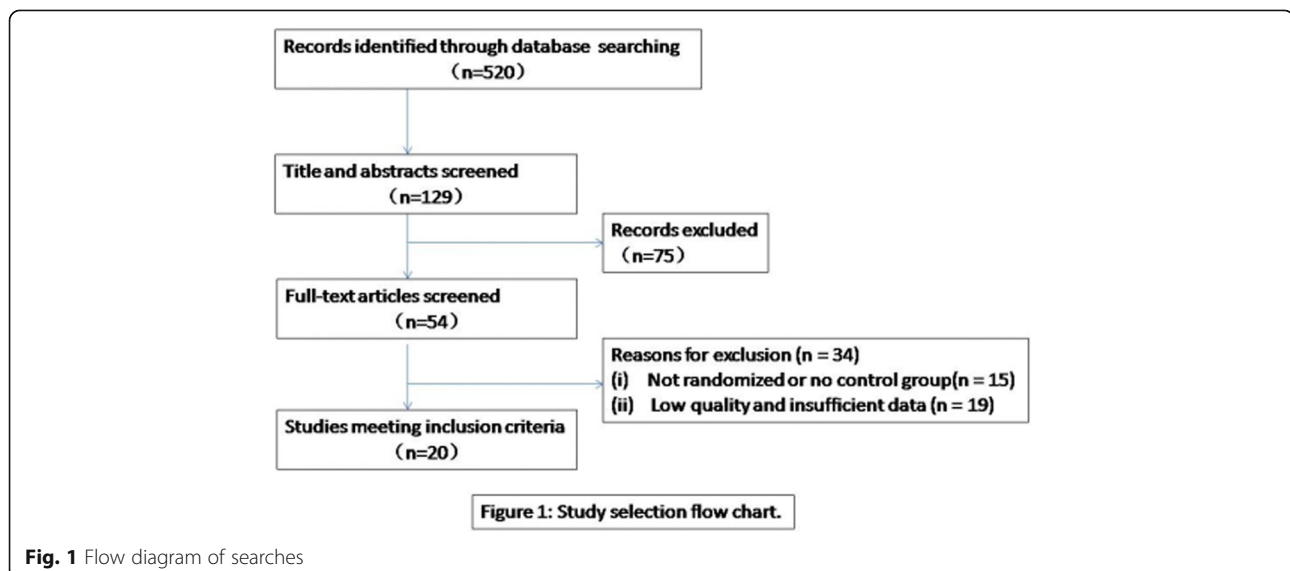 Records identified through database searching
（n=520）
Title and abstracts screened
（n=129）
Records excluded
（n=75）
Full-text articles screened
（n=54）
Reasons for exclusion (n = 34)
(i) Not randomized or no control group(n = 15)
(ii) Low quality and insufficient data (n = 19)
Studies meeting inclusion criteria
（n=20）
Figure 1: Study selection flow chart.
Fig. 1 Flow diagram of searches